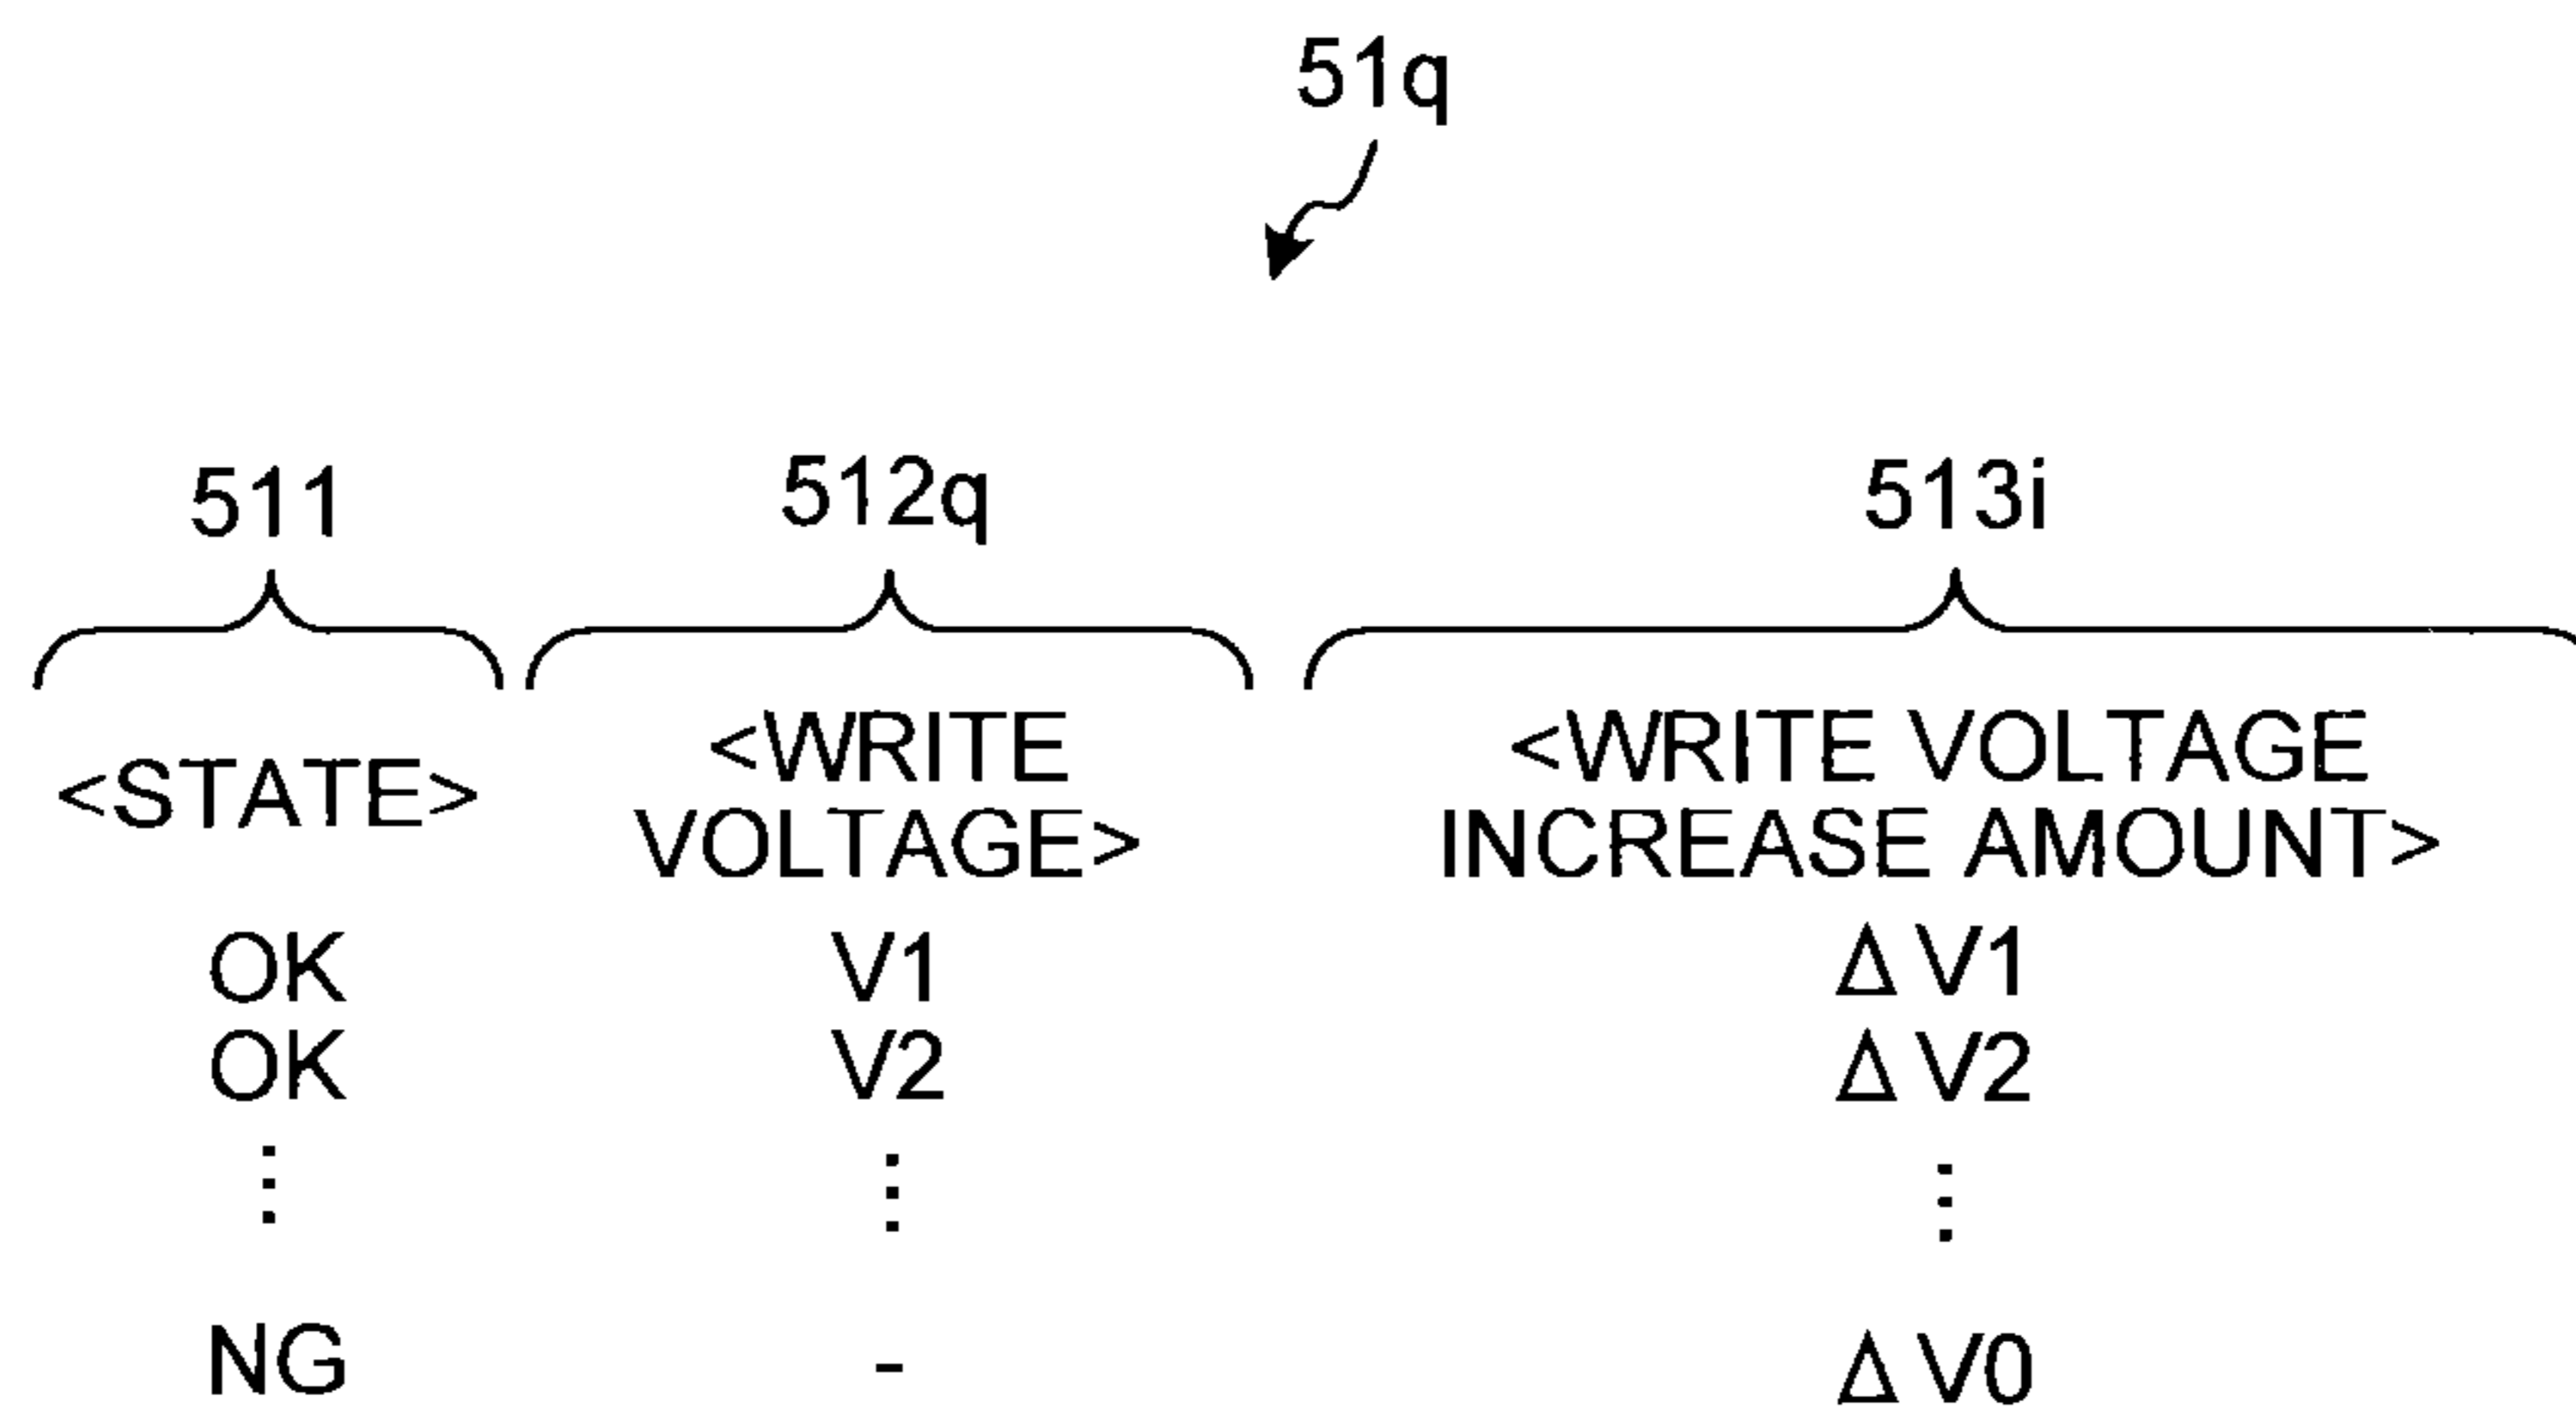 51q
511 512q 513i
<STATE> <WRITE VOLTAGE> <WRITE VOLTAGE INCREASE AMOUNT>
OK V1 ΔV1
OK V2 ΔV2
⋮ ⋮ ⋮
NG - ΔV0